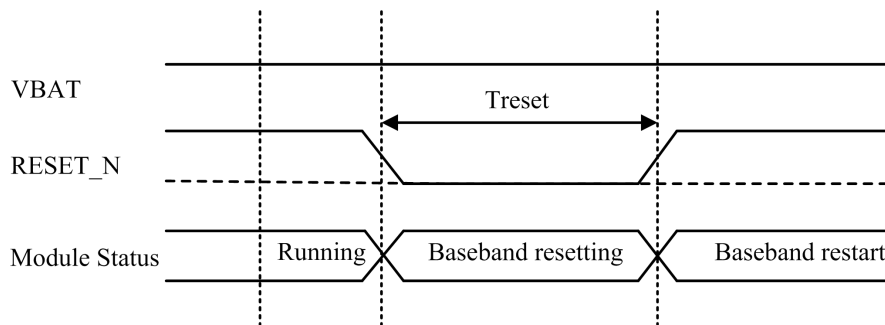 VBAT
Treset
RESET_N
Module Status
Running
Baseband resetting
Baseband restart